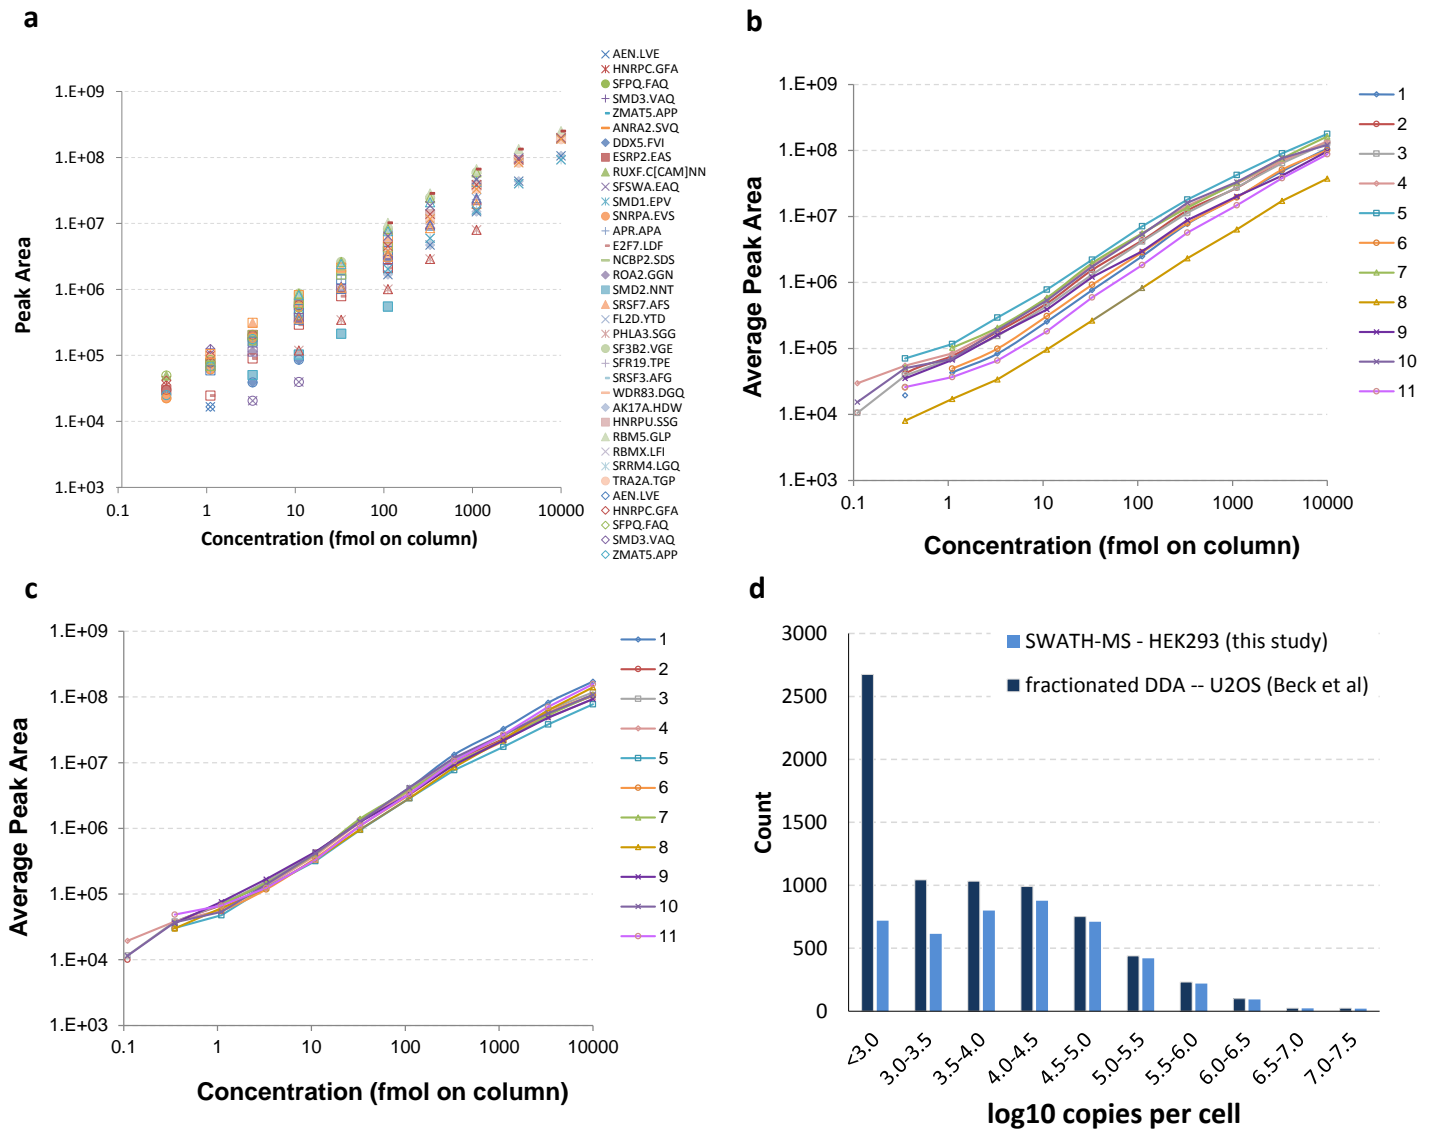 a
1.E+09
1.E+08
1.E+07
1.E+06
1.E+05
1.E+04
1.E+03
Peak Area
0.1
1
10
100
1000
10000
Concentration (fmol on column)
AEN.LVE
HNRPC.GFA
SFPQ.FAQ
SMD3.VAQ
ZMAT5.APP
ANRA2.SVQ
DDX5.FVI
ESRP2.EAS
RUXF.C[CAM]NN
SFSWA.EAQ
SMD1.EPV
SNRPA.EVS
APR.APA
E2F7.LDF
NCBP2.SDS
ROA2.GGN
SMD2.NNT
SRSF7.AFS
FL2D.YTD
PHLA3.SGG
SF3B2.VGE
SFR19.TPE
SRSF3.AFG
WDR83.DGQ
AK17A.HDW
HNRPU.SSG
RBM5.GLP
RBMX.LFI
SRRM4.LGQ
TRA2A.TGP
AEN.LVE
HNRPC.GFA
SFPQ.FAQ
SMD3.VAQ
ZMAT5.APP
b
1.E+09
1.E+08
1.E+07
1.E+06
1.E+05
1.E+04
1.E+03
Average Peak Area
0.1
1
10
100
1000
10000
Concentration (fmol on column)
1
2
3
4
5
6
7
8
9
10
11
c
1.E+09
1.E+08
1.E+07
1.E+06
1.E+05
1.E+04
1.E+03
Average Peak Area
0.1
1
10
100
1000
10000
Concentration (fmol on column)
1
2
3
4
5
6
7
8
9
10
11
d
3000
2500
2000
1500
1000
500
0
Count
SWATH-MS - HEK293 (this study)
fractionated DDA -- U2OS (Beck et al)
<3.0
3.0-3.5
3.5-4.0
4.0-4.5
4.5-5.0
5.0-5.5
5.5-6.0
6.0-6.5
6.5-7.0
7.0-7.5
log10 copies per cell